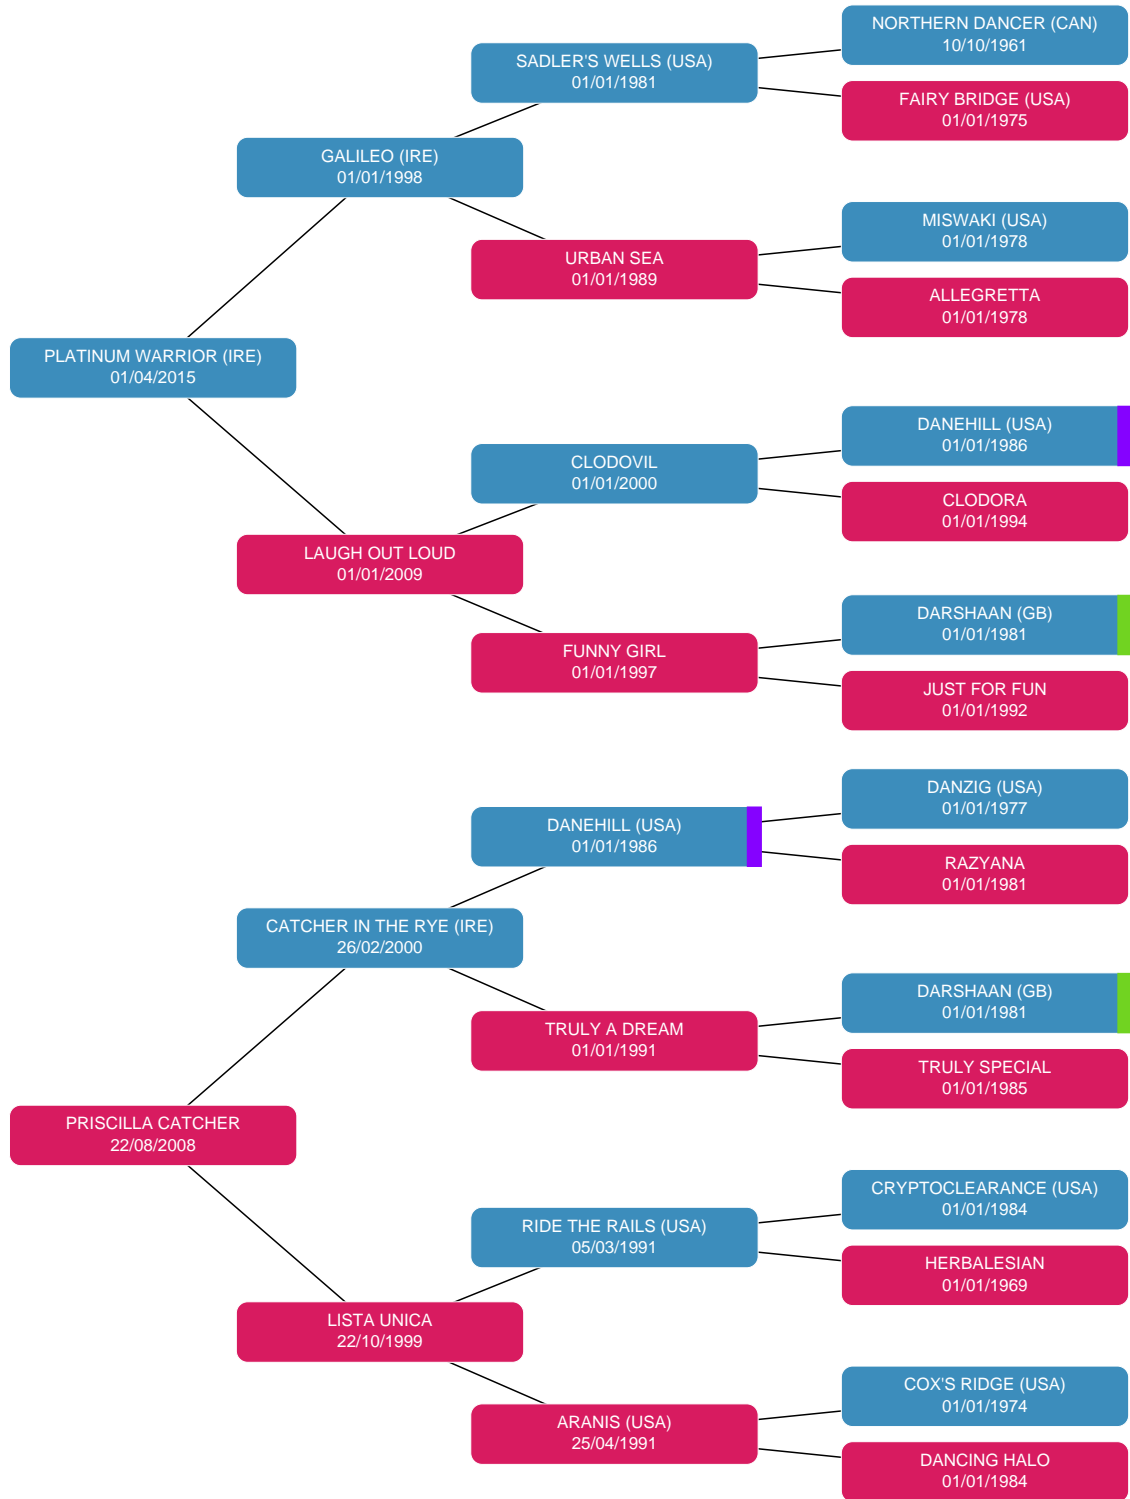 NORTHERN DANCER (CAN)
10/10/1961
SADLER'S WELLS (USA)
01/01/1981
FAIRY BRIDGE (USA)
01/01/1975
GALILEO (IRE)
01/01/1998
MISWAKI (USA)
01/01/1978
URBAN SEA
01/01/1989
ALLEGRETTA
01/01/1978
PLATINUM WARRIOR (IRE)
01/04/2015
DANEHILL (USA)
01/01/1986
CLODOVIL
01/01/2000
CLODORA
01/01/1994
LAUGH OUT LOUD
01/01/2009
DARSHAAN (GB)
01/01/1981
FUNNY GIRL
01/01/1997
JUST FOR FUN
01/01/1992
DANZIG (USA)
01/01/1977
DANEHILL (USA)
01/01/1986
RAZYANA
01/01/1981
CATCHER IN THE RYE (IRE)
26/02/2000
DARSHAAN (GB)
01/01/1981
TRULY A DREAM
01/01/1991
TRULY SPECIAL
01/01/1985
PRISCILLA CATCHER
22/08/2008
CRYPTOCLEARANCE (USA)
01/01/1984
RIDE THE RAILS (USA)
05/03/1991
HERBALESIAN
01/01/1969
LISTA UNICA
22/10/1999
COX'S RIDGE (USA)
01/01/1974
ARANIS (USA)
25/04/1991
DANCING HALO
01/01/1984